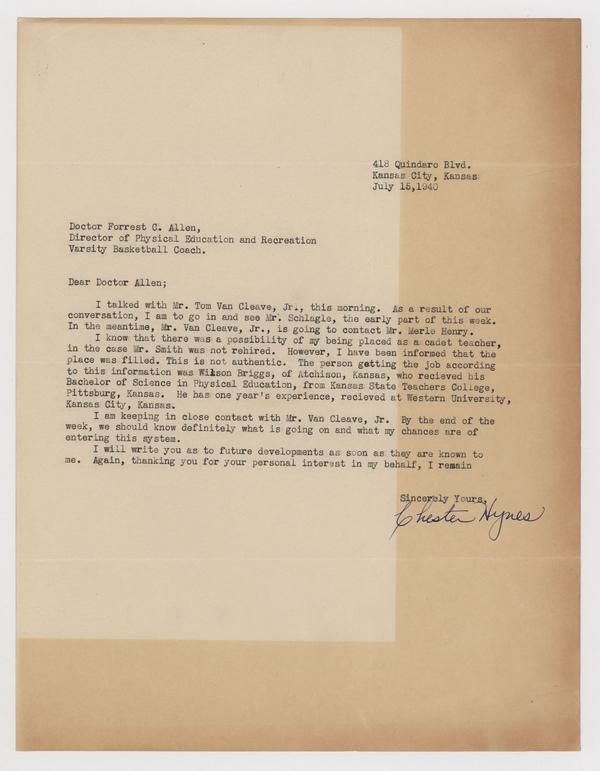 418 Quindaro Blvd.
Kansas City, Kansas
July 15,1940
Doctor Forrest C. Allen,
Director of Physical Education and Recreation
Varsity Basketball Coach.
Dear Doctor Allen;
I talked with Mr. Tom Van Cleave, Jr., this morning. As a result of our
conversation, I am to go in and see Mr. Schlagle, the early part of this week.
In the meantime, Mr. Van Cleave, Jr., is going to contact Mr. Merle Henry.
I know that there was a possibility of my being placed as a cadet teacher,
in the case Mr. Smith was not rehired. However, I have been informed that the
place was filled. This is not authentic. The person getting the job according
to this information was Wilson Briggs, of Atchison, Kansas, who recieved his
Bachelor of Science in Physical Education, from Kansas State Teachers College,
Pittsburg, Kansas. He has one year's experience, recieved at Western University,
Kansas City, Kansas.
I am keeping in close contact with Mr. Van Cleave, Jr. By the end of the
week, we should know definitely what is going on and what my chances are of
entering this system.
I will write you as to future developments as soon as they are known to
me. Again, thanking you for your personal interest in my behalf, I remain
Sincerely Yours,
Chester Hynes